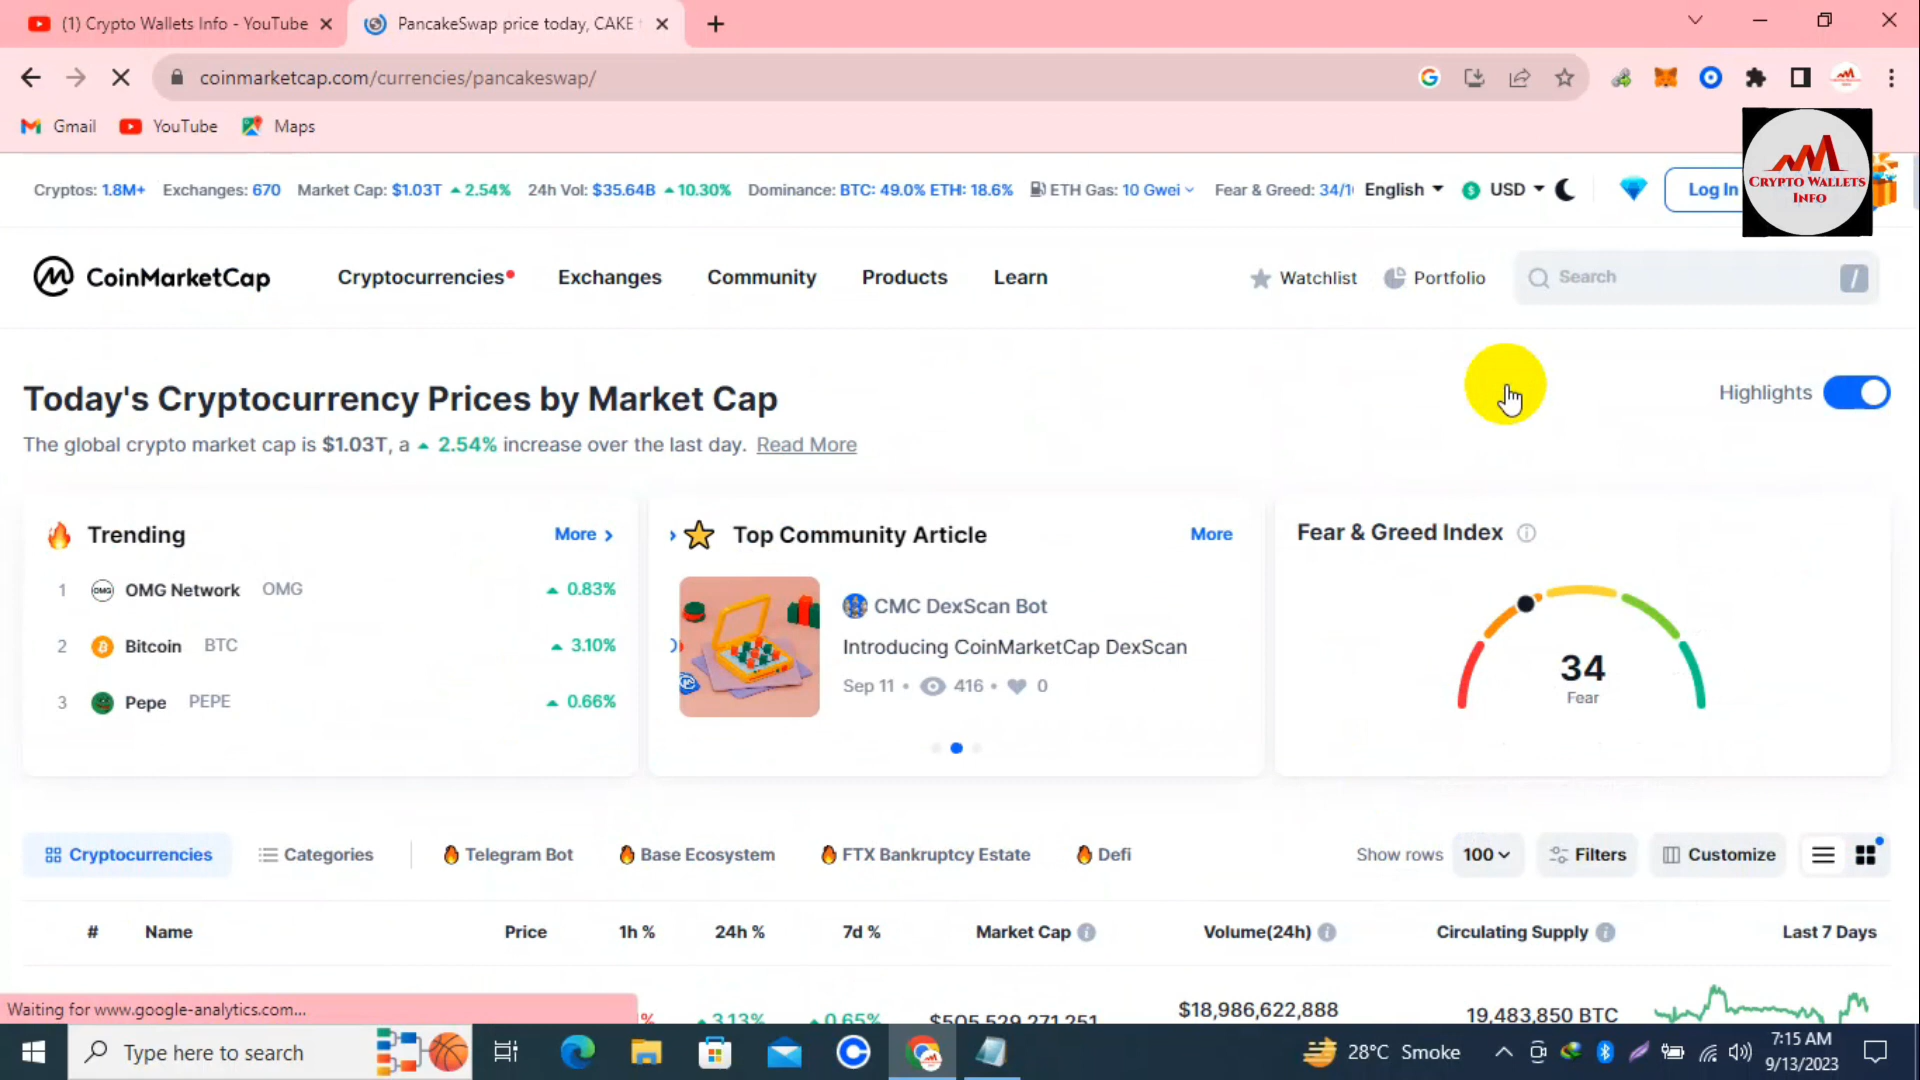 (1) Crypto Wallets Info - YouTube
PancakeSwap price today, CAKE
coinmarketcap.com/currencies/pancakeswap/
Gmail YouTube Maps
CRYPTO WALLETS
INFO
Cryptos: 1.8M+ Exchanges: 670 Market Cap: $1.03T 2.54% 24h Vol: $35.64B 10.30% Dominance: BTC: 49.0% ETH: 18.6% ETH Gas: 10 Gwei Fear & Greed: 34/1 English USD Log In
CoinMarketCap Cryptocurrencies Exchanges Community Products Learn Watchlist Portfolio Search /
Today's Cryptocurrency Prices by Market Cap Highlights
The global crypto market cap is $1.03T, a 2.54% increase over the last day. Read More
Trending More >
1 OMG Network OMG 0.83%
2 Bitcoin BTC 3.10%
3 Pepe PEPE 0.66%
Top Community Article More
CMC DexScan Bot
Introducing CoinMarketCap DexScan
Sep 11 • 416 • 0
Fear & Greed Index
34
Fear
Cryptocurrencies Categories Telegram Bot Base Ecosystem FTX Bankruptcy Estate Defi Show rows 100 Filters Customize
# Name Price 1h % 24h % 7d % Market Cap Volume(24h) Circulating Supply Last 7 Days
3.13% 0.65% $505,529,271,251 $18,986,622,888 19,483,850 BTC
Waiting for www.google-analytics.com...
Type here to search
28°C Smoke
7:15 AM
9/13/2023